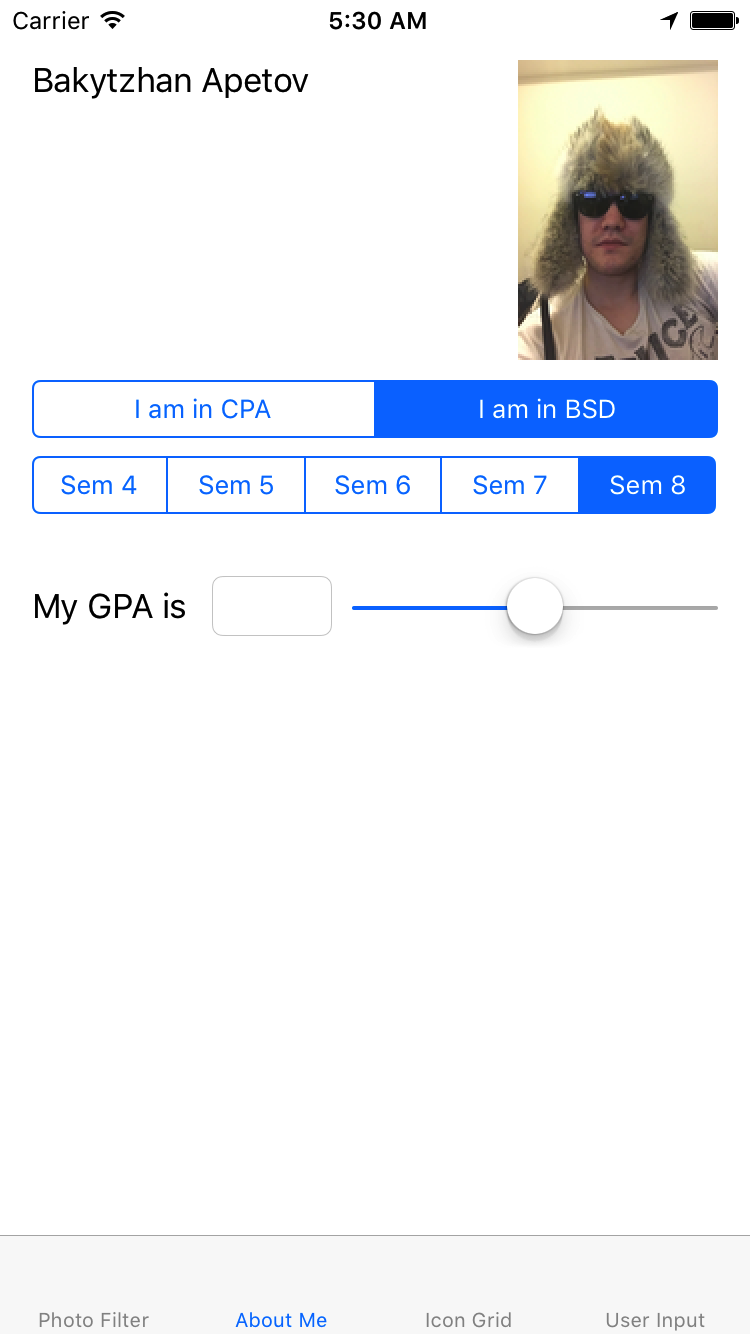 Carrier 5:30 AM
Bakytzhan Apetov
I am in CPA I am in BSD
Sem 4 Sem 5 Sem 6 Sem 7 Sem 8
My GPA is
Photo Filter About Me Icon Grid User Input